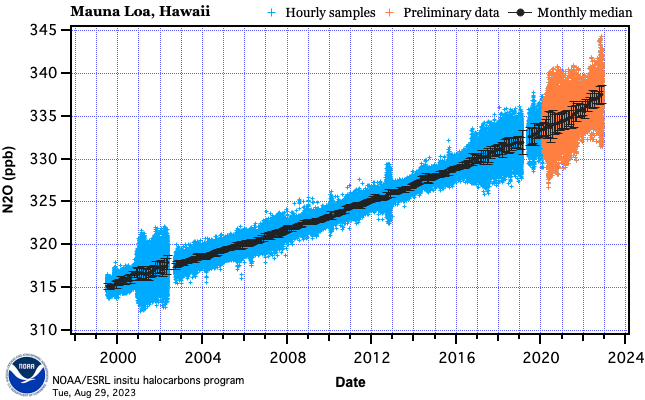 Mauna Loa, Hawaii
Hourly samples
Preliminary data
Monthly median
345
340
335
330
325
320
315
310
N2O (ppb)
2000
2004
2008
2012
2016
2020
2024
Date
NOAA
NOAA/ESRL insitu halocarbons program
Tue, Aug 29, 2023